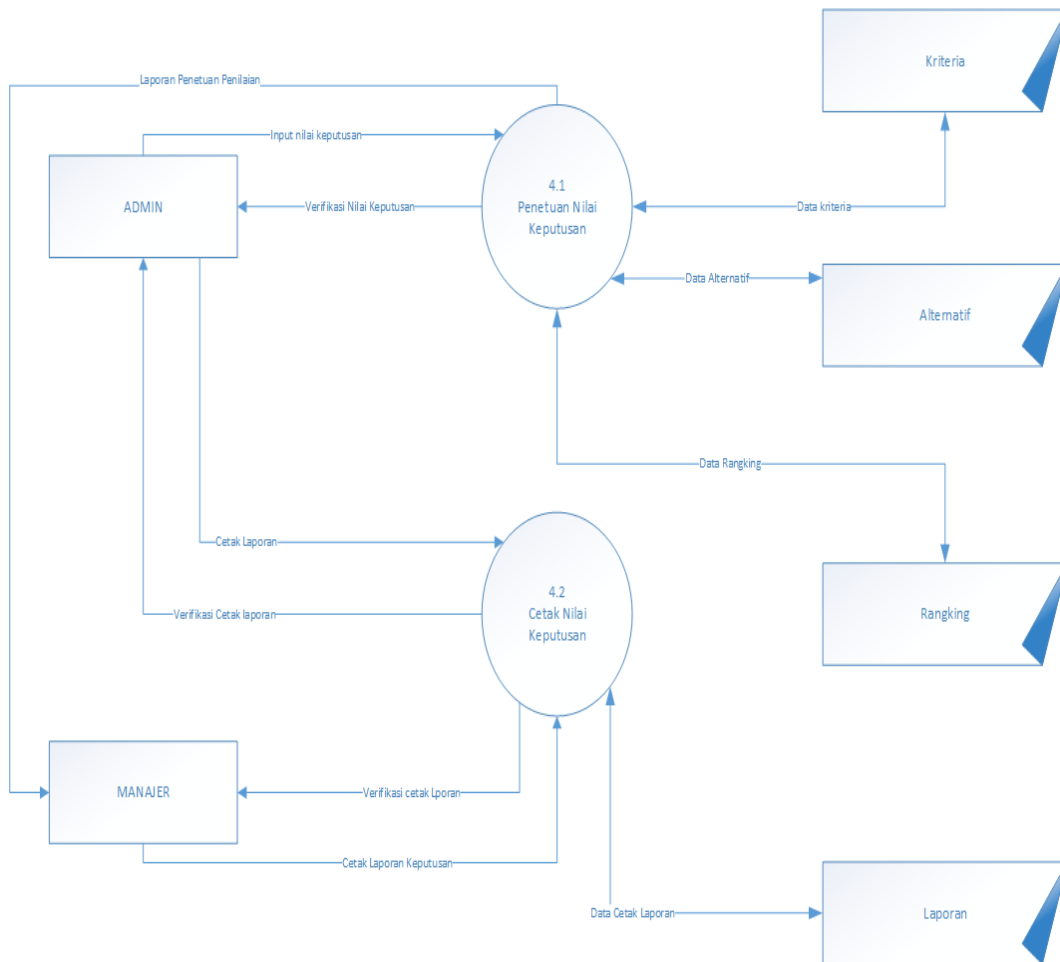 Kriteria
Laporan Penetuan Penilaian
Input nilai keputusan
ADMIN
Verifikasi Nilai Keputusan
4.1
Penetuan Nilai
Keputusan
Data kriteria
Data Alternatif
Alternatif
Data Rangking
Cetak Laporan
4.2
Cetak Nilai
Keputusan
Verifikasi Cetak laporan
Rangking
MANAJER
Verifikasi cetak Lporan
Cetak Laporan Keputusan
Data Cetak Laporan
Laporan